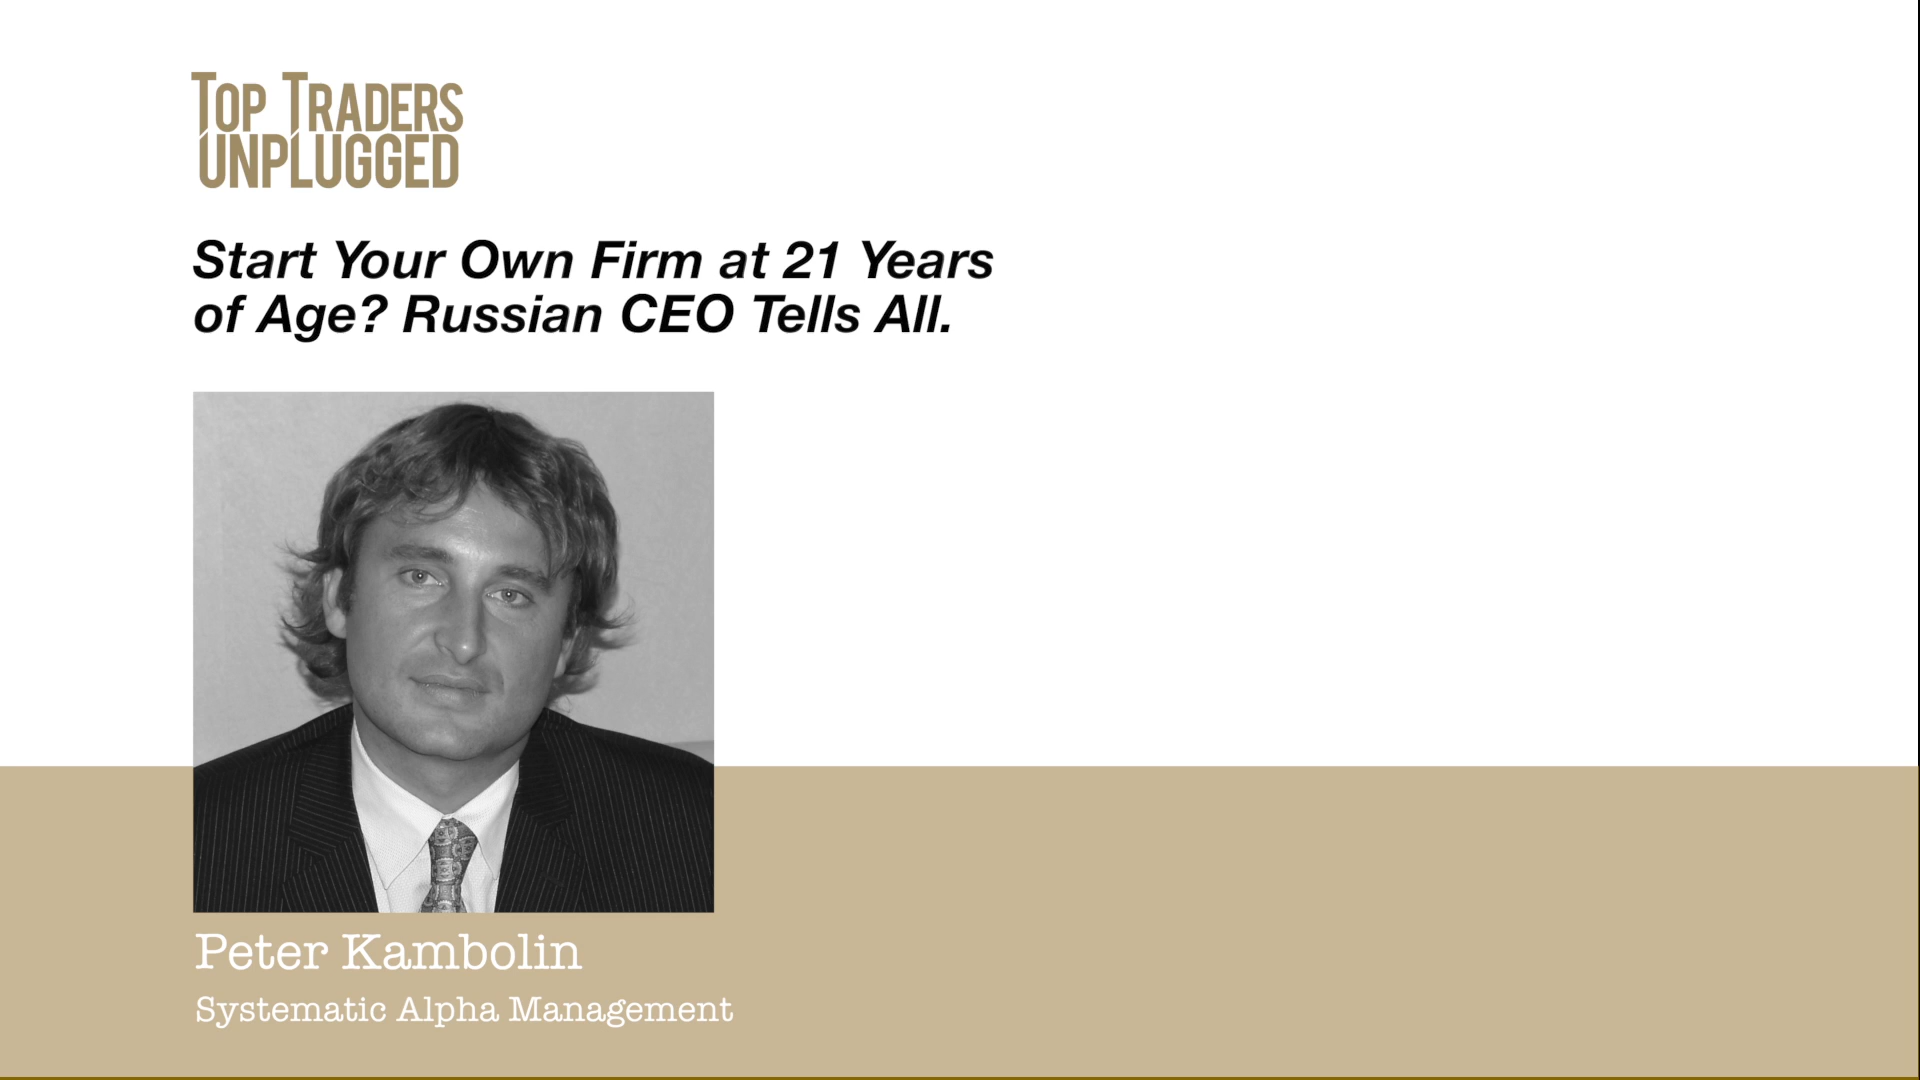 TOP TRADERS
UNPLUGGED
Start Your Own Firm at 21 Years
of Age? Russian CEO Tells All.
Peter Kambolin
Systematic Alpha Management